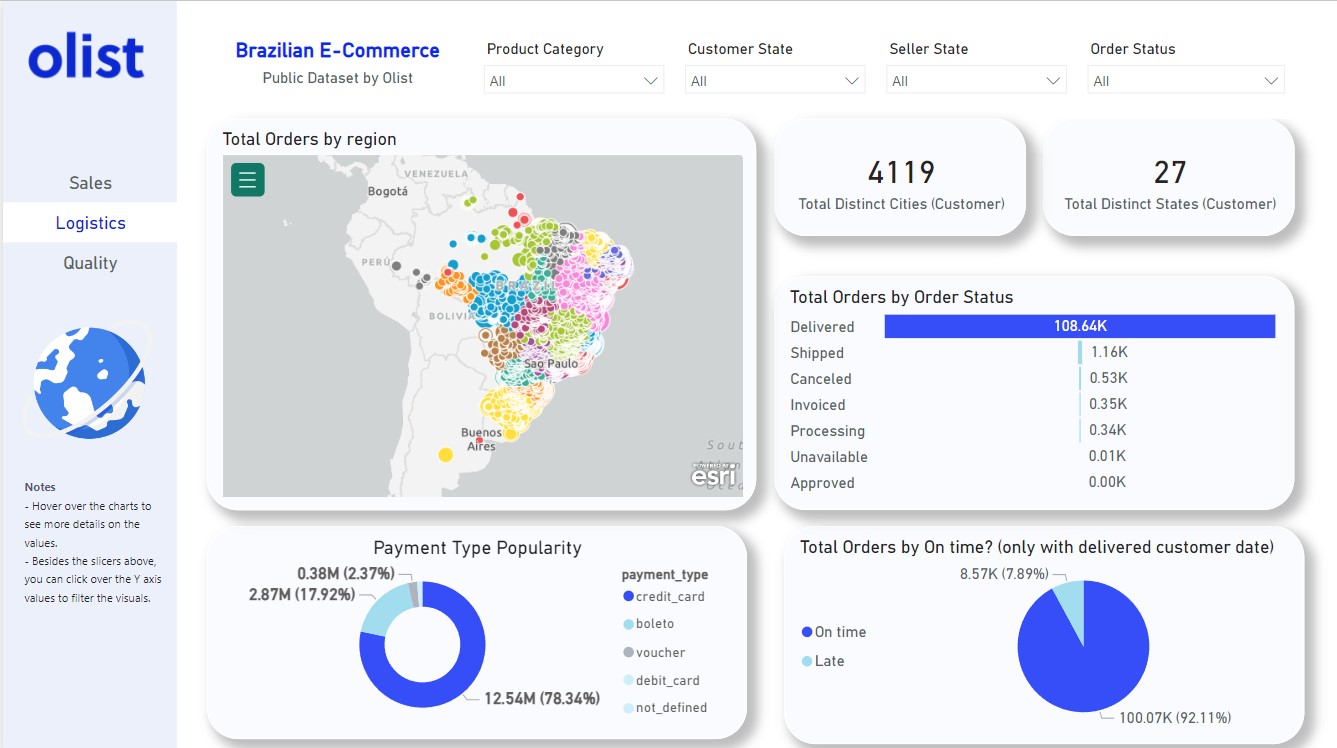 olist
Brazilian E-Commerce
Public Dataset by Olist
Product Category
All
Customer State
All
Seller State
All
Order Status
All
Sales
Logistics
Quality
Notes
- Hover over the charts to
see more details on the
values.
- Besides the slicers above,
you can click over the Y axis
values to filter the visuals.
Total Orders by region
VENEZUELA
Bogotá
PERÚ
BRAZIL
BOLIVIA
Sao Paulo
Buenos
Aires
South
POWERED BY
esri
4119
Total Distinct Cities (Customer)
27
Total Distinct States (Customer)
Total Orders by Order Status
Delivered 108.64K
Shipped 1.16K
Canceled 0.53K
Invoiced 0.35K
Processing 0.34K
Unavailable 0.01K
Approved 0.00K
Payment Type Popularity
0.38M (2.37%)
2.87M (17.92%)
12.54M (78.34%)
payment_type
credit_card
boleto
voucher
debit_card
not_defined
Total Orders by On time? (only with delivered customer date)
8.57K (7.89%)
On time
Late
100.07K (92.11%)